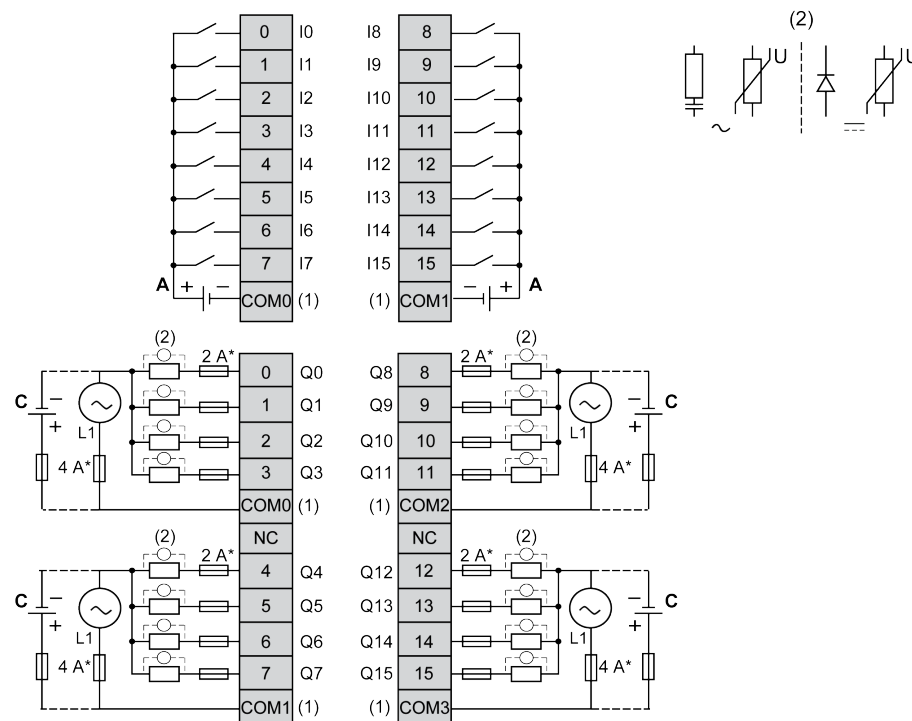 0 I0 I8 8
1 I1 I9 9
2 I2 I10 10
3 I3 I11 11
4 I4 I12 12
5 I5 I13 13
6 I6 I14 14
7 I7 I15 15
A + − COM0 (1) (1) COM1 − + A
(2)
U U
(2) 2 A* 0 Q0 Q8 8 2 A* (2)
C − 1 Q1 Q9 9 − C
+ L1 2 Q2 Q10 10 L1 +
4 A* 3 Q3 Q11 11 4 A*
COM0 (1) (1) COM2
NC NC
(2) 2 A* 4 Q4 Q12 12 2 A* (2)
C − 5 Q5 Q13 13 − C
+ L1 6 Q6 Q14 14 L1 +
4 A* 7 Q7 Q15 15 4 A*
COM1 (1) (1) COM3